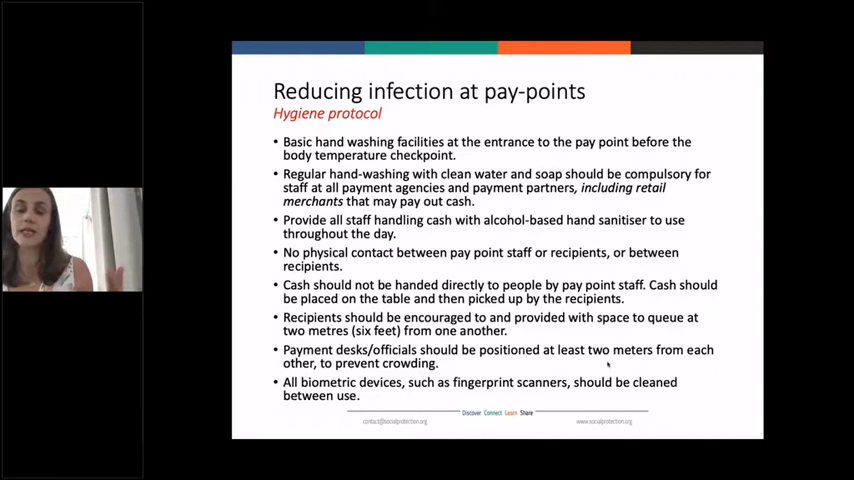 Reducing infection at pay-points
Hygiene protocol
• Basic hand washing facilities at the entrance to the pay point before the
body temperature checkpoint.
• Regular hand-washing with clean water and soap should be compulsory for
staff at all payment agencies and payment partners, including retail
merchants that may pay out cash.
• Provide all staff handling cash with alcohol-based hand sanitiser to use
throughout the day.
• No physical contact between pay point staff or recipients, or between
recipients.
• Cash should not be handed directly to people by pay point staff. Cash should
be placed on the table and then picked up by the recipients.
• Recipients should be encouraged to and provided with space to queue at
two metres (six feet) from one another.
• Payment desks/officials should be positioned at least two meters from each
other, to prevent crowding.
• All biometric devices, such as fingerprint scanners, should be cleaned
between use.
Discover Connect Learn Share
contact@socialprotection.org www.socialprotection.org